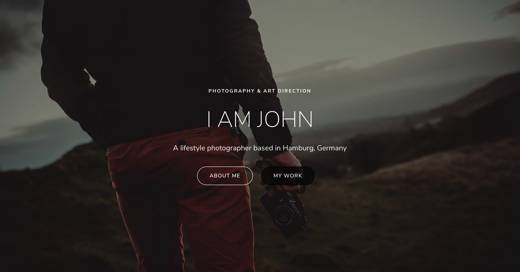 PHOTOGRAPHY & ART DIRECTION
I AM JOHN
A lifestyle photographer based in Hamburg, Germany
ABOUT ME
MY WORK